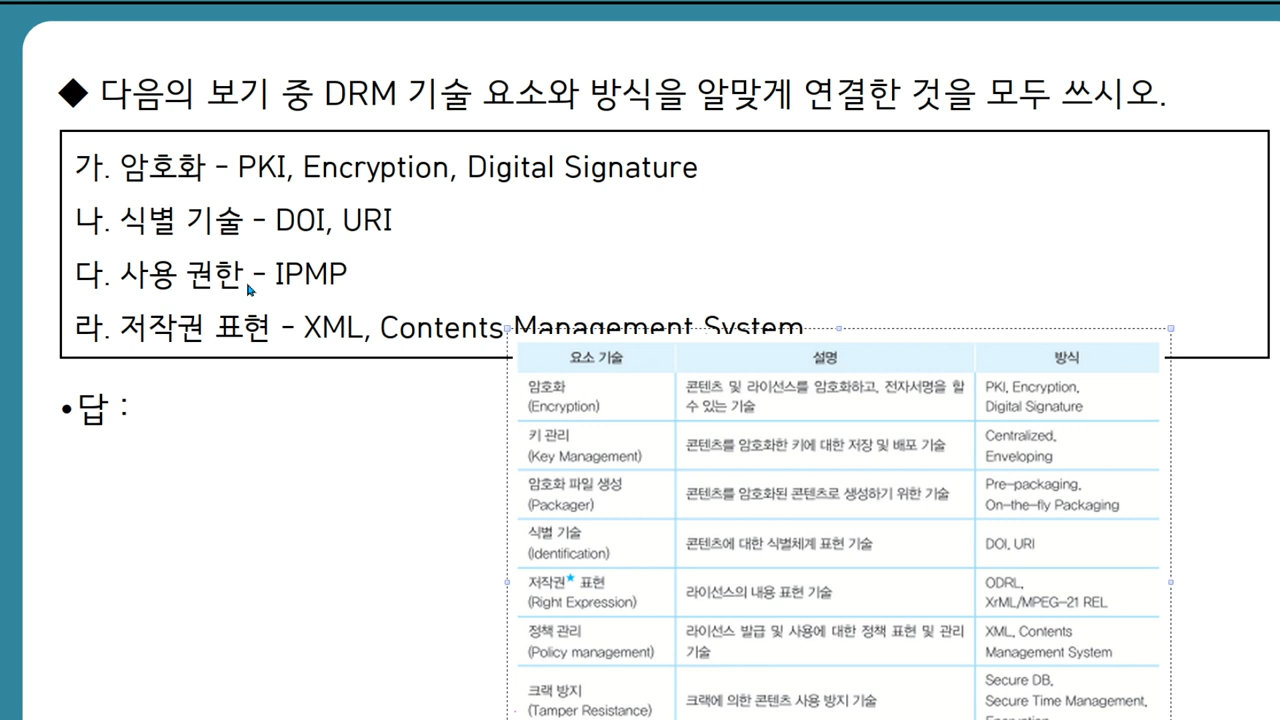 ◆ 다음의 보기 중 DRM 기술 요소와 방식을 알맞게 연결한 것을 모두 쓰시오.
가. 암호화 - PKI, Encryption, Digital Signature
나. 식별 기술 - DOI, URI
다. 사용 권한 - IPMP
라. 저작권 표현 - XML, Contents Management System
•답 :
요소 기술 설명 방식
암호화
(Encryption)
콘텐츠 및 라이선스를 암호화하고, 전자서명을 할
수 있는 기술
PKI, Encryption,
Digital Signature
키 관리
(Key Management)
콘텐츠를 암호화한 키에 대한 저장 및 배포 기술
Centralized,
Enveloping
암호화 파일 생성
(Packager)
콘텐츠를 암호화된 콘텐츠로 생성하기 위한 기술
Pre-packaging,
On-the-fly Packaging
식별 기술
(Identification)
콘텐츠에 대한 식별체계 표현 기술
DOI, URI
저작권★ 표현
(Right Expression)
라이선스의 내용 표현 기술
ODRL,
XrML/MPEG-21 REL
정책 관리
(Policy management)
라이선스 발급 및 사용에 대한 정책 표현 및 관리
기술
XML, Contents
Management System
크랙 방지
(Tamper Resistance)
크랙에 의한 콘텐츠 사용 방지 기술
Secure DB,
Secure Time Management,